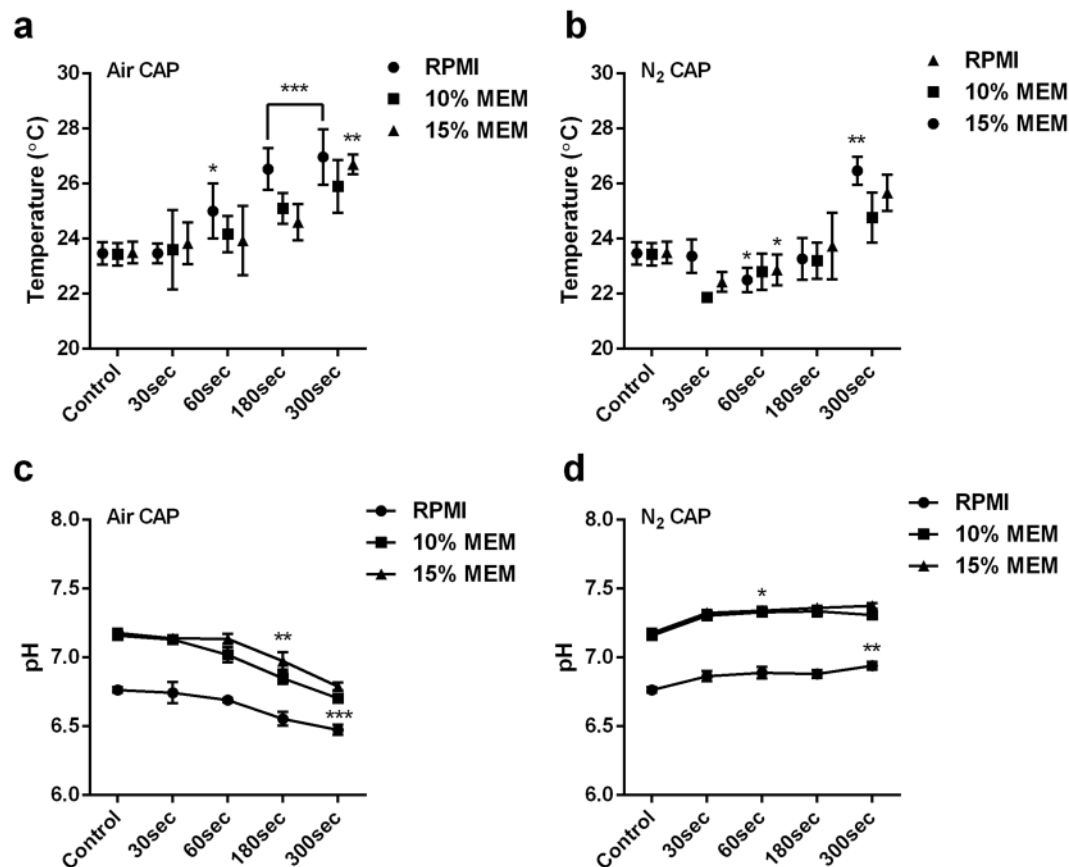 a
Air CAP
RPMI
10% MEM
15% MEM
Temperature (°C)
30
28
26
24
22
20
*
***
**
Control
30sec
60sec
180sec
300sec
b
N₂ CAP
RPMI
10% MEM
15% MEM
Temperature (°C)
30
28
26
24
22
20
*
*
**
Control
30sec
60sec
180sec
300sec
c
Air CAP
RPMI
10% MEM
15% MEM
pH
8.0
7.5
7.0
6.5
6.0
**
***
Control
30sec
60sec
180sec
300sec
d
N₂ CAP
RPMI
10% MEM
15% MEM
pH
8.0
7.5
7.0
6.5
6.0
*
**
Control
30sec
60sec
180sec
300sec